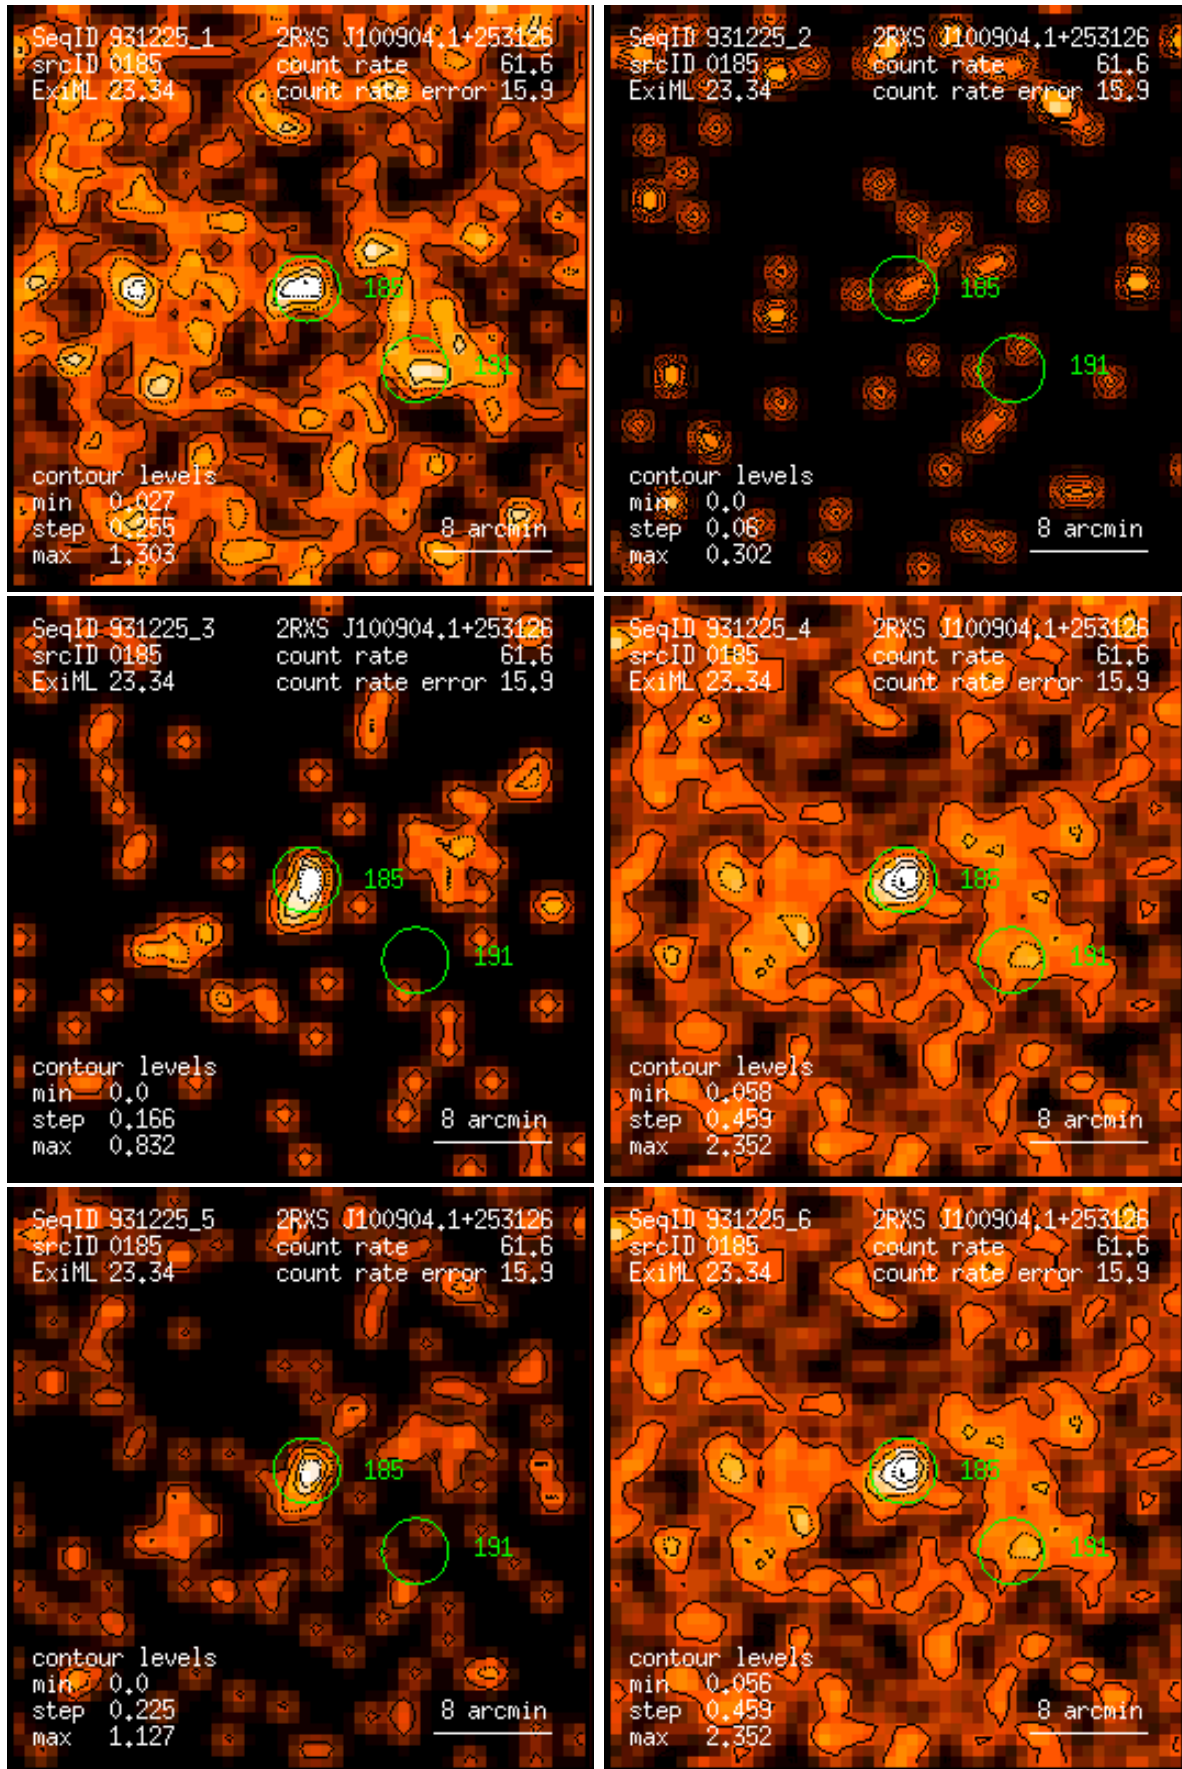 SeqID 931225_1 2RXS J100904.1+253126
srcID 0185 count rate 61.6
ExiML 23.34 count rate error 15.9
185
191
contour levels
min 0.027
step 0.255 8 arcmin
max 1.303
SeqID 931225_2 2RXS J100904.1+253126
srcID 0185 count rate 61.6
ExiML 23.34 count rate error 15.9
185
191
contour levels
min 0.0
step 0.06 8 arcmin
max 0.302
SeqID 931225_3 2RXS J100904.1+253126
srcID 0185 count rate 61.6
ExiML 23.34 count rate error 15.9
185
191
contour levels
min 0.0
step 0.166 8 arcmin
max 0.832
SeqID 931225_4 2RXS J100904.1+253126
srcID 0185 count rate 61.6
ExiML 23.34 count rate error 15.9
185
191
contour levels
min 0.058
step 0.459 8 arcmin
max 2.352
SeqID 931225_5 2RXS J100904.1+253126
srcID 0185 count rate 61.6
ExiML 23.34 count rate error 15.9
185
191
contour levels
min 0.0
step 0.225 8 arcmin
max 1.127
SeqID 931225_6 2RXS J100904.1+253126
srcID 0185 count rate 61.6
ExiML 23.34 count rate error 15.9
185
191
contour levels
min 0.056
step 0.459 8 arcmin
max 2.352